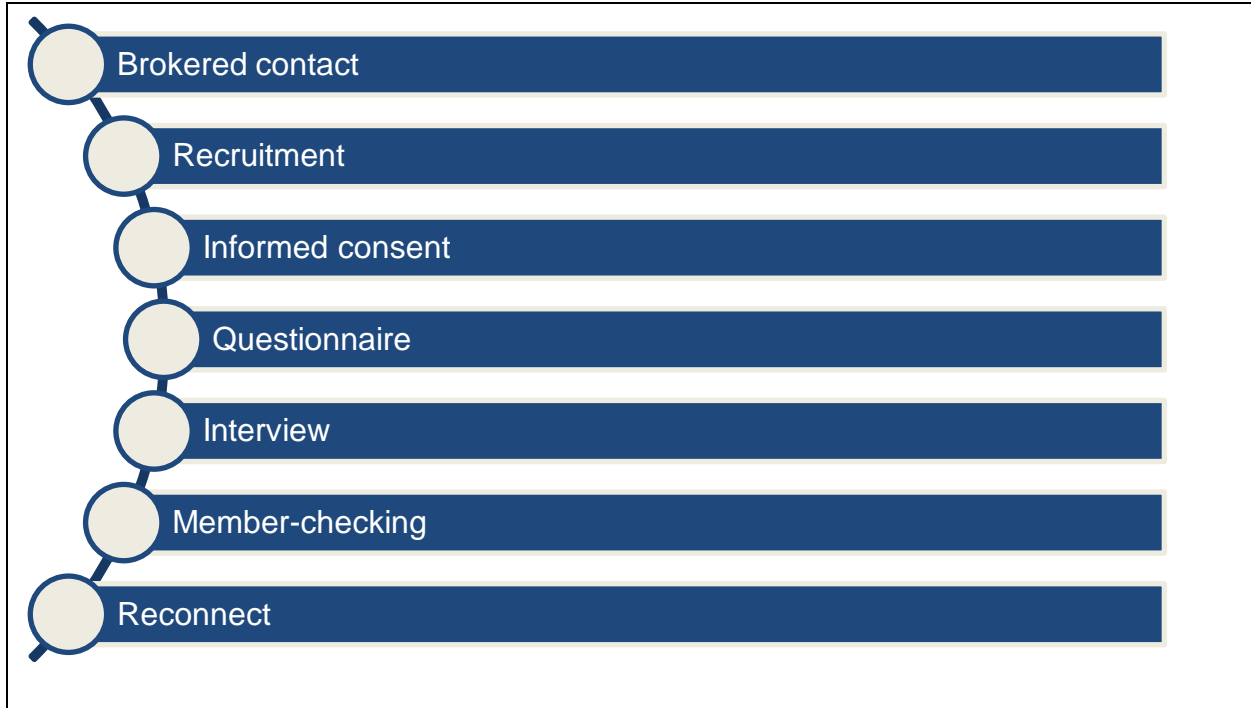 Brokered contact
Recruitment
Informed consent
Questionnaire
Interview
Member-checking
Reconnect